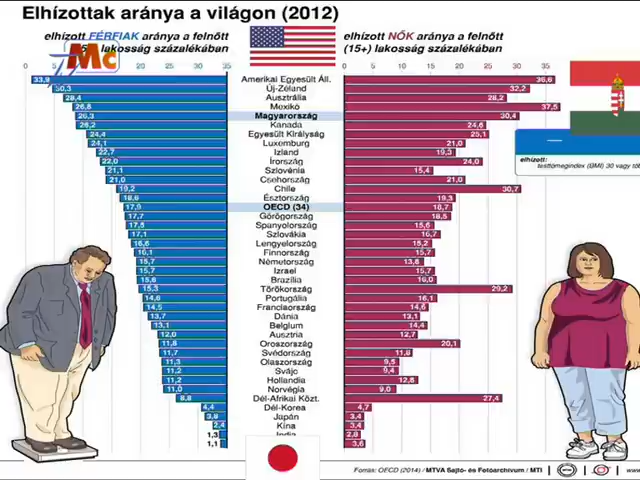 Elhízottak aránya a világon (2012)
elhízott FÉRFIAK aránya a felnőtt
lakosság százalékában
elhízott NŐK aránya a felnőtt
(15+) lakosság százalékában
Mc
0 5 10 15 20 25 30 35
0 5 10 15 20 25 30 35
33,9 Amerikai Egyesült Áll. 36,6
30,3 Új-Zéland 32,2
28,4 Ausztrália 28,2
26,8 Mexikó 37,5
26,3 Magyarország 30,4
26,2 Kanada 24,6
24,4 Egyesült Királyság 25,1
24,1 Luxemburg 21,0
22,7 Izland 19,3
22,0 Írország 24,0
21,1 Szlovénia 15,4
21,0 Csehország 21,0
19,2 Chile 30,7
18,8 Észtország 19,3
17,9 OECD (34) 18,7
17,7 Görögország 18,5
17,5 Spanyolország 15,6
17,1 Szlovákia 16,7
16,6 Lengyelország 15,2
16,1 Finnország 15,7
15,7 Németország 13,8
15,7 Izrael 15,7
15,6 Brazília 16,0
15,3 Törökország 29,2
14,6 Portugália 16,1
14,5 Franciaország 14,6
13,7 Dánia 13,1
13,1 Belgium 14,4
12,0 Ausztria 12,7
11,8 Oroszország 20,1
11,7 Svédország 11,8
11,3 Olaszország 9,5
11,2 Svájc 9,4
11,2 Hollandia 12,8
11,0 Norvégia 9,0
8,8 Dél-Afrikai Közt. 27,4
4,4 Dél-Korea 4,7
3,8 Japán 3,4
2,4 Kína 3,4
1,3 India 2,8
1,1 3,6
elhízott:
testtömegindex (BMI) 30 vagy töb
Forrás: OECD (2014) / MTVA Sajtó- és Fotóarchívum / MTI